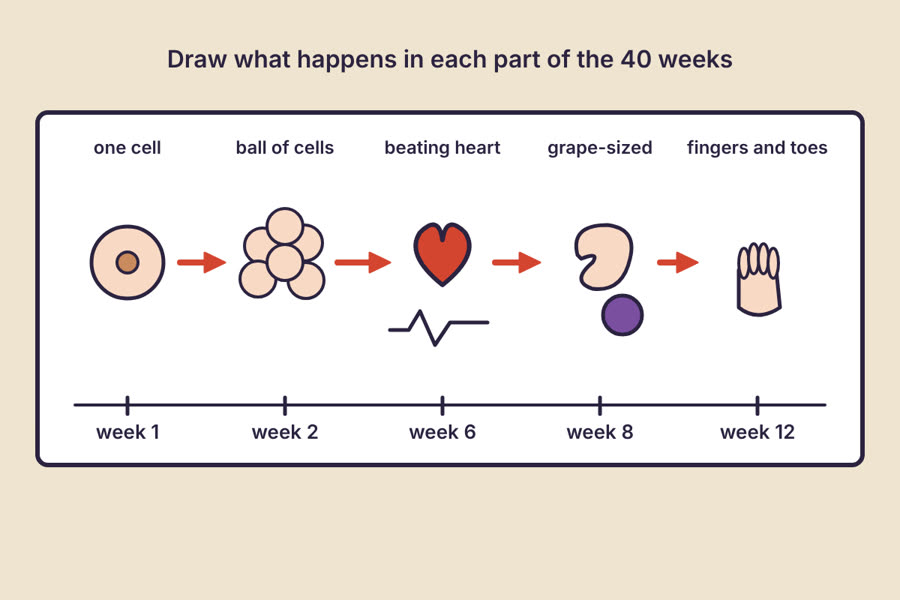 Draw what happens in each part of the 40 weeks
one cell
ball of cells
beating heart
grape-sized
fingers and toes
week 1
week 2
week 6
week 8
week 12